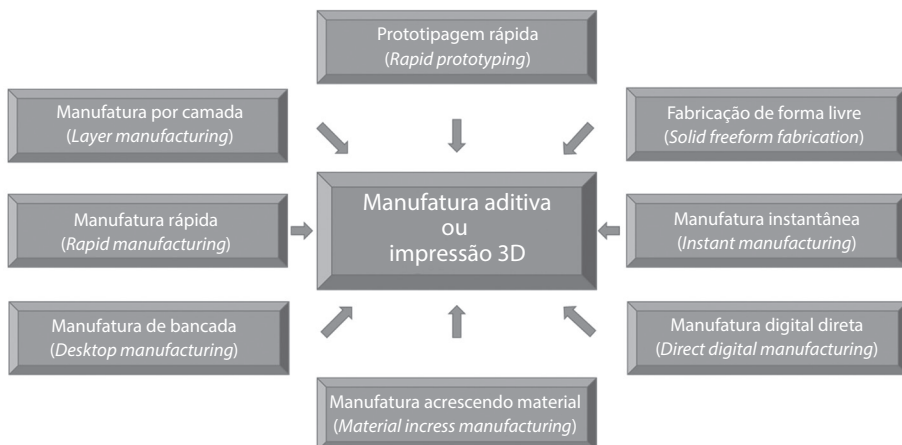 Prototipagem rápida
(Rapid prototyping)
Manufatura por camada
(Layer manufacturing)
Fabricação de forma livre
(Solid freeform fabrication)
Manufatura rápida
(Rapid manufacturing)
Manufatura aditiva
ou
impressão 3D
Manufatura instantânea
(Instant manufacturing)
Manufatura de bancada
(Desktop manufacturing)
Manufatura digital direta
(Direct digital manufacturing)
Manufatura acrescendo material
(Material incress manufacturing)